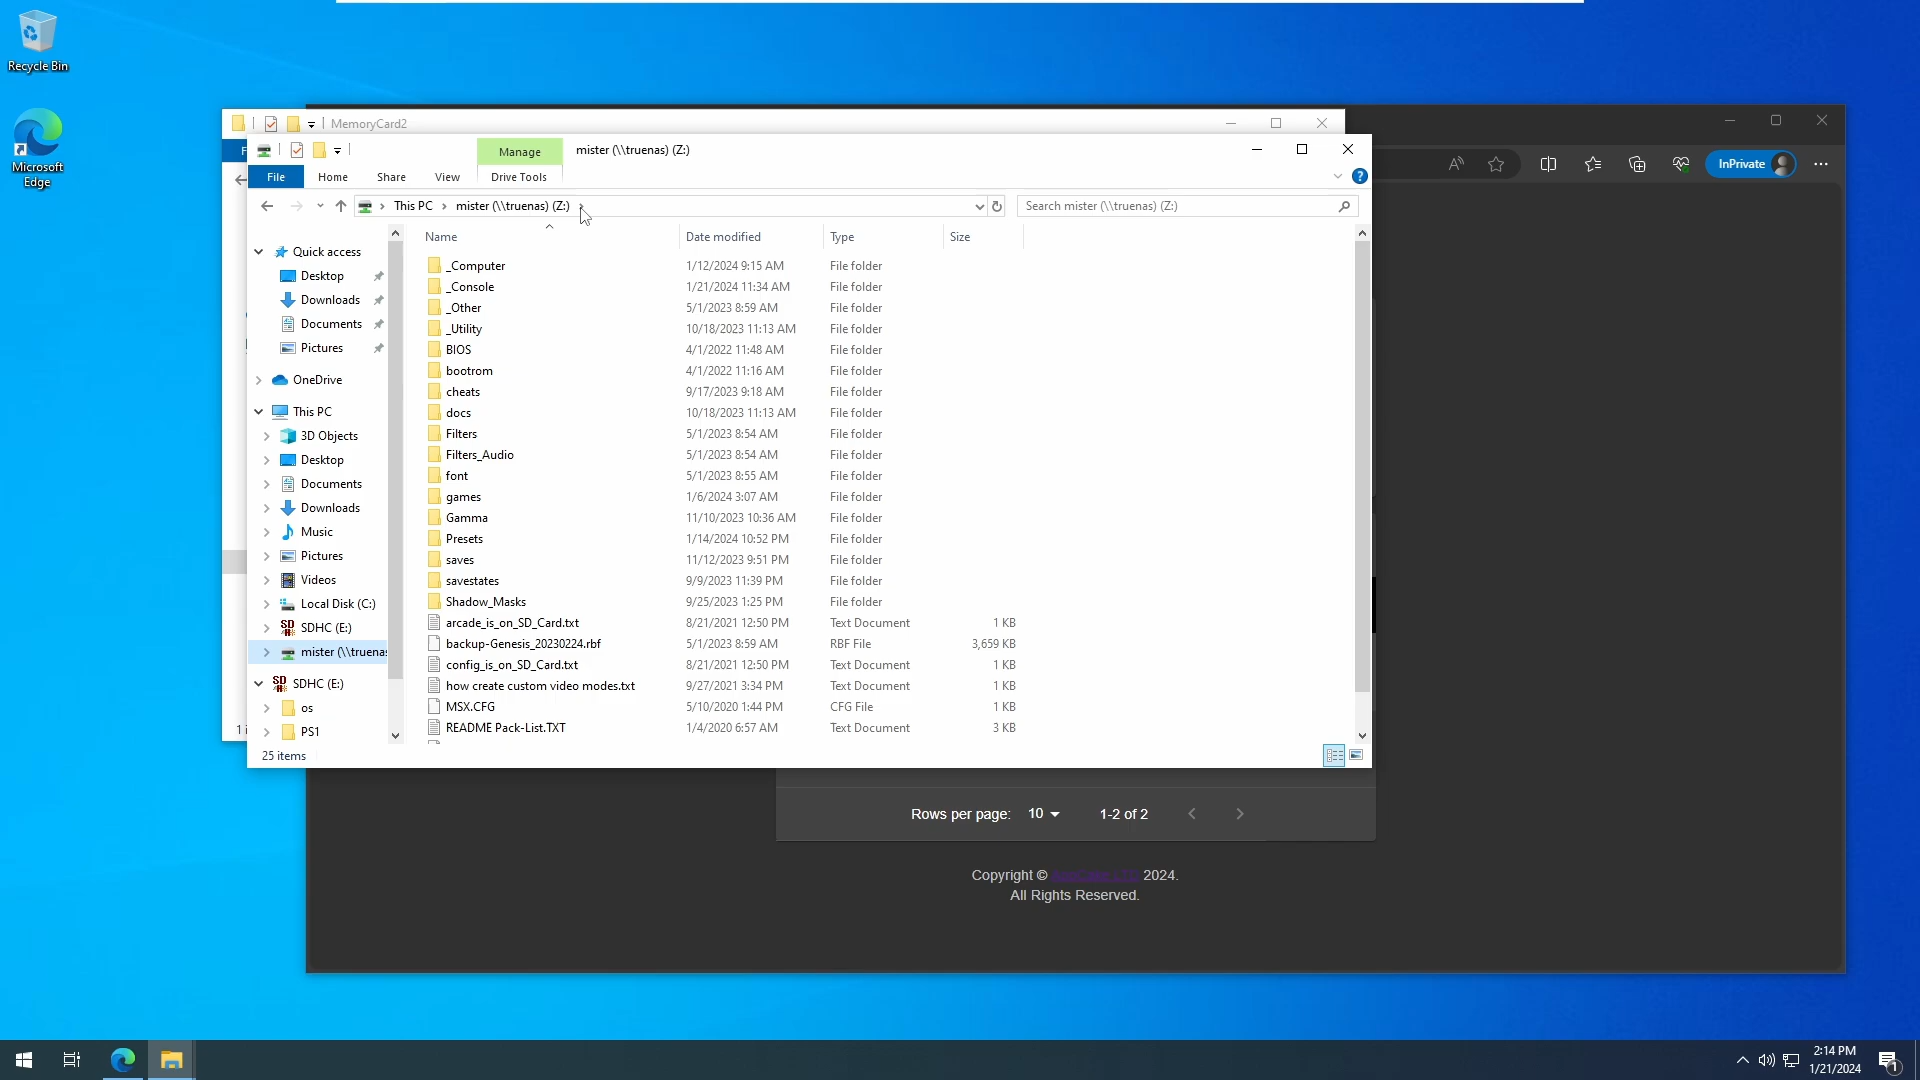 Recycle Bin
Microsoft
Edge
MemoryCard2
InPrivate
Manage
mister (\\truenas) (Z:)
File
Home
Share
View
Drive Tools
This PC
mister (\\truenas) (Z:)
Search mister (\\truenas) (Z:)
Name
Date modified
Type
Size
Quick access
Desktop
Downloads
Documents
Pictures
OneDrive
This PC
3D Objects
Desktop
Documents
Downloads
Music
Pictures
Videos
Local Disk (C:)
SDHC (E:)
mister (\\truenas
SDHC (E:)
os
PS1
_Computer 1/12/2024 9:15 AM File folder
_Console 1/21/2024 11:34 AM File folder
_Other 5/1/2023 8:59 AM File folder
_Utility 10/18/2023 11:13 AM File folder
BIOS 4/1/2022 11:48 AM File folder
bootrom 4/1/2022 11:16 AM File folder
cheats 9/17/2023 9:18 AM File folder
docs 10/18/2023 11:13 AM File folder
Filters 5/1/2023 8:54 AM File folder
Filters_Audio 5/1/2023 8:54 AM File folder
font 5/1/2023 8:55 AM File folder
games 1/6/2024 3:07 AM File folder
Gamma 11/10/2023 10:36 AM File folder
Presets 1/14/2024 10:52 PM File folder
saves 11/12/2023 9:51 PM File folder
savestates 9/9/2023 11:39 PM File folder
Shadow_Masks 9/25/2023 1:25 PM File folder
arcade_is_on_SD_Card.txt 8/21/2021 12:50 PM Text Document 1 KB
backup-Genesis_20230224.rbf 5/1/2023 8:59 AM RBF File 3,659 KB
config_is_on_SD_Card.txt 8/21/2021 12:50 PM Text Document 1 KB
how create custom video modes.txt 9/27/2021 3:34 PM Text Document 1 KB
MSX.CFG 5/10/2020 1:44 PM CFG File 1 KB
README Pack-List.TXT 1/4/2020 6:57 AM Text Document 3 KB
25 items
Rows per page: 10 1-2 of 2
Copyright © 2024.
All Rights Reserved.
2:14 PM
1/21/2024
1